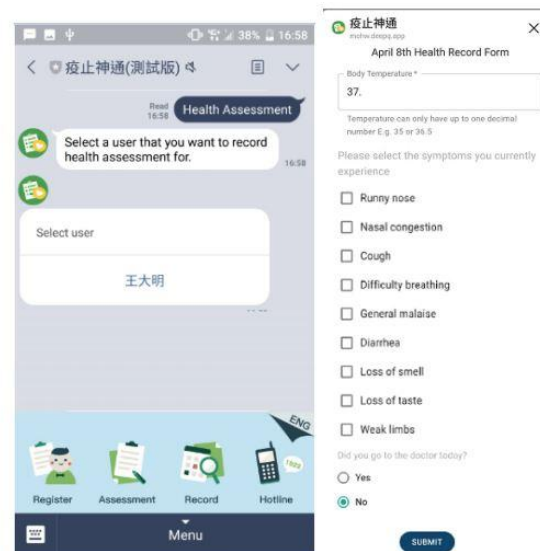 38% 16:58
疫止神通(測試版)
Read
16:58
Health Assessment
Select a user that you want to record
health assessment for.
16:58
Select user
王大明
ENG
Register
Assessment
Record
1922
Hotline
Menu
疫止神通
mohw.deepq.app
April 8th Health Record Form
Body Temperature *
37.
Temperature can only have up to one decimal
number E.g. 35 or 36.5
Please select the symptoms you currently
experience
Runny nose
Nasal congestion
Cough
Difficulty breathing
General malaise
Diarrhea
Loss of smell
Loss of taste
Weak limbs
Did you go to the doctor today?
Yes
No
SUBMIT